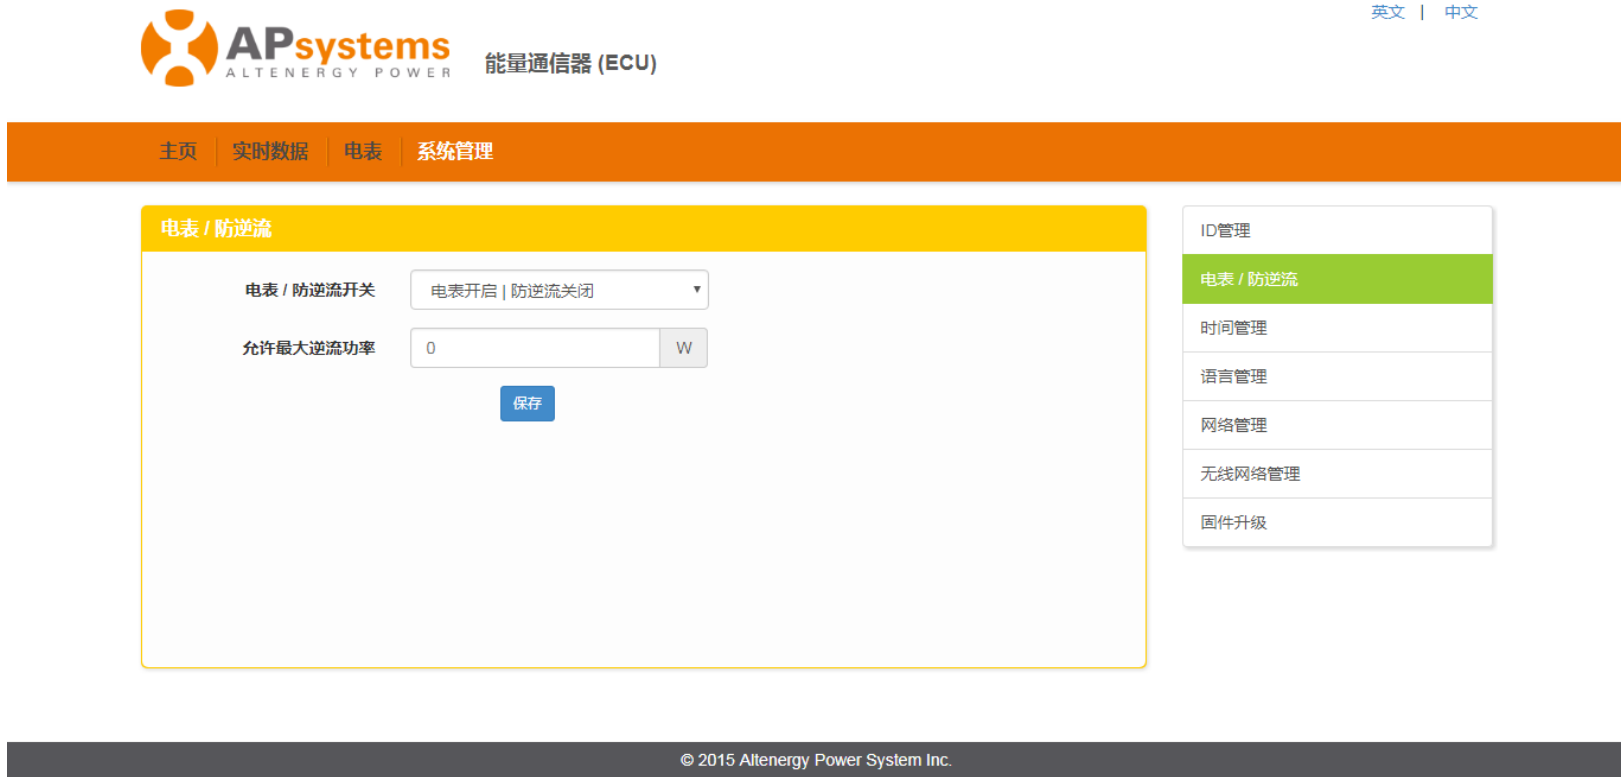 英文 | 中文
APsystems
ALTENERGY POWER
能量通信器 (ECU)
主页 实时数据 电表 系统管理
电表 / 防逆流
电表 / 防逆流开关 电表开启 | 防逆流关闭
允许最大逆流功率 0 W
保存
ID管理
电表 / 防逆流
时间管理
语言管理
网络管理
无线网络管理
固件升级
© 2015 Altenergy Power System Inc.